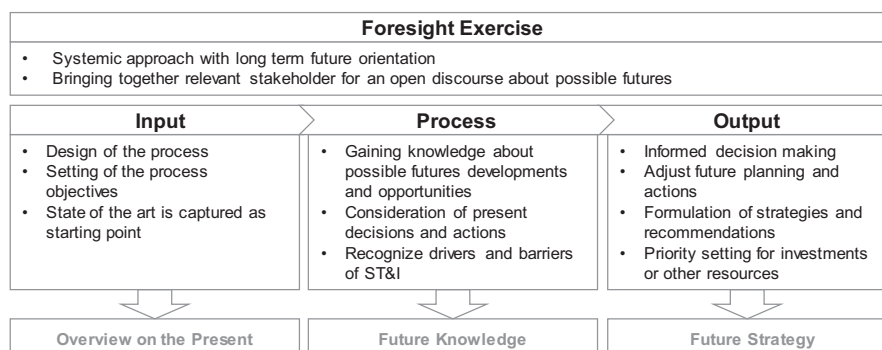 Foresight Exercise
• Systemic approach with long term future orientation
• Bringing together relevant stakeholder for an open discourse about possible futures
Input
• Design of the process
• Setting of the process
objectives
• State of the art is captured as
starting point
Overview on the Present
Process
• Gaining knowledge about
possible futures developments
and opportunities
• Consideration of present
decisions and actions
• Recognize drivers and barriers
of ST&I
Future Knowledge
Output
• Informed decision making
• Adjust future planning and
actions
• Formulation of strategies and
recommendations
• Priority setting for investments
or other resources
Future Strategy